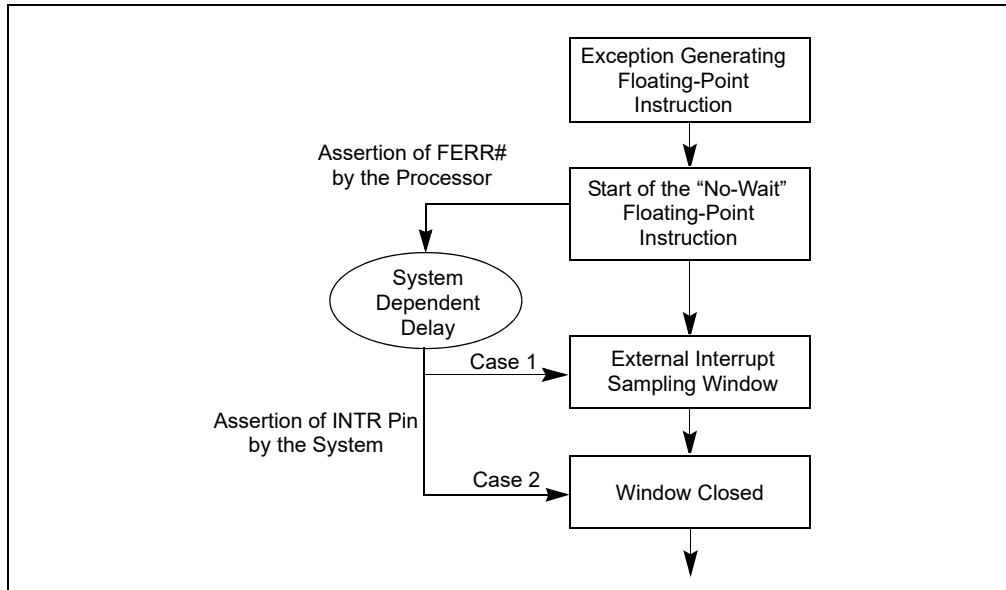 Exception Generating
Floating-Point
Instruction
Assertion of FERR#
by the Processor
Start of the “No-Wait”
Floating-Point
Instruction
System
Dependent
Delay
Case 1
External Interrupt
Sampling Window
Assertion of INTR Pin
by the System
Case 2
Window Closed